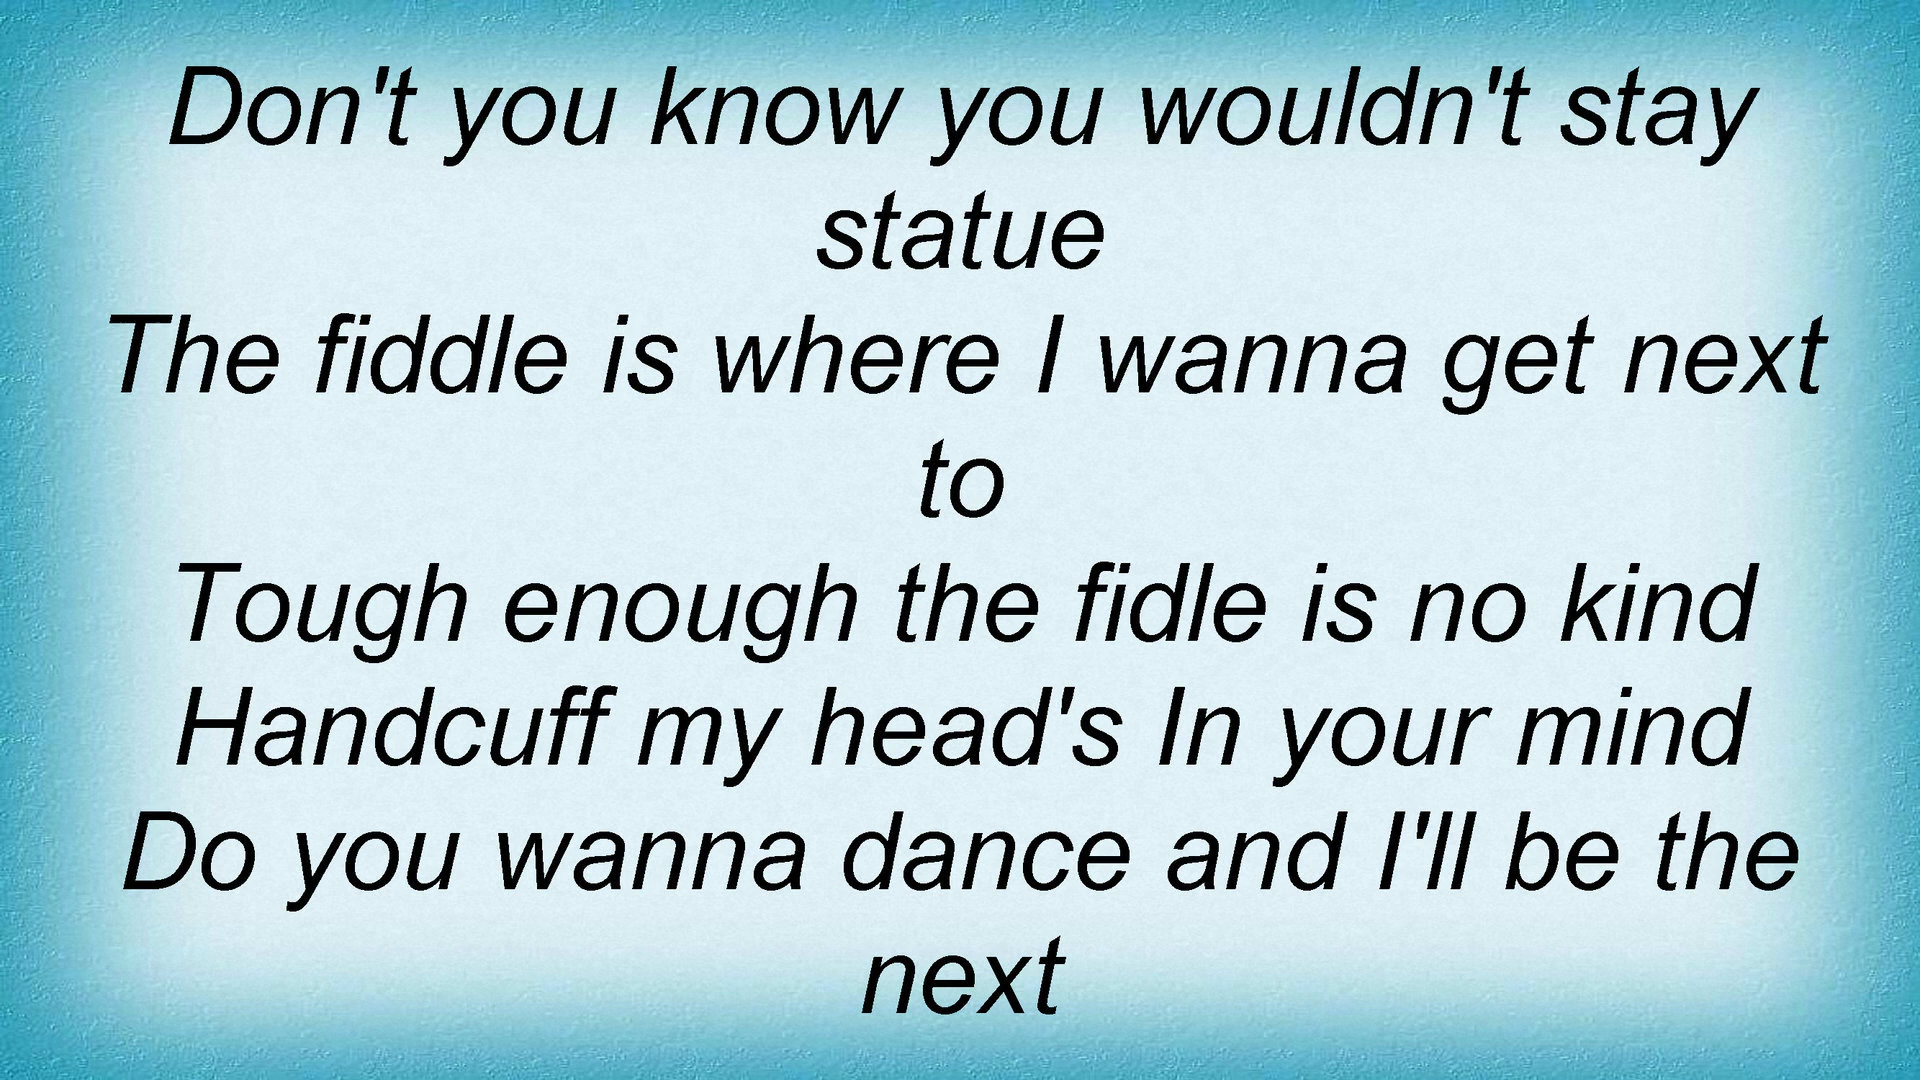 Don't you know you wouldn't stay
statue
The fiddle is where I wanna get next
to
Tough enough the fidle is no kind
Handcuff my head's In your mind
Do you wanna dance and I'll be the
next